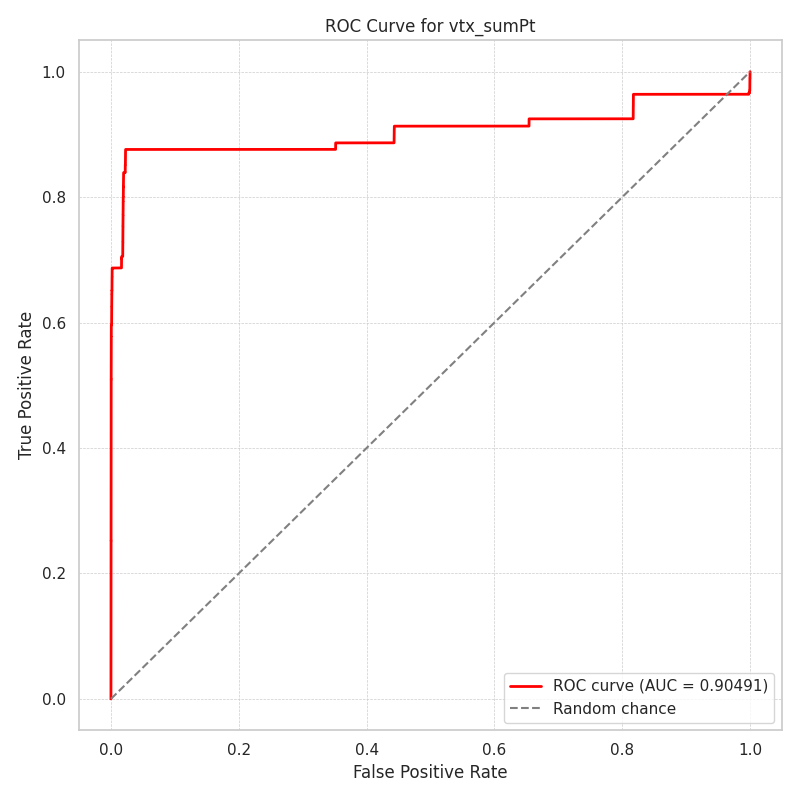 ROC Curve for vtx_sumPt
True Positive Rate
1.0
0.8
0.6
0.4
0.2
0.0
0.0 0.2 0.4 0.6 0.8 1.0
False Positive Rate
ROC curve (AUC = 0.90491)
Random chance